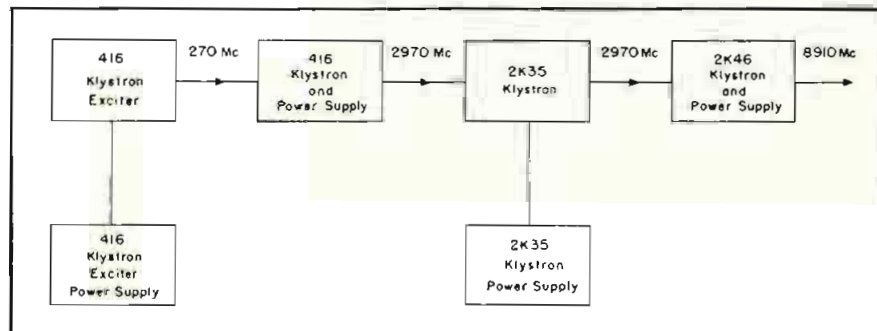 416
Klystron
Exciter
270 Mc
416
Klystron
and
Power Supply
2970 Mc
2K35
Klystron
2970 Mc
2K46
Klystron
and
Power Supply
8910 Mc
416
Klystron
Exciter
Power Supply
2K35
Klystron
Power Supply